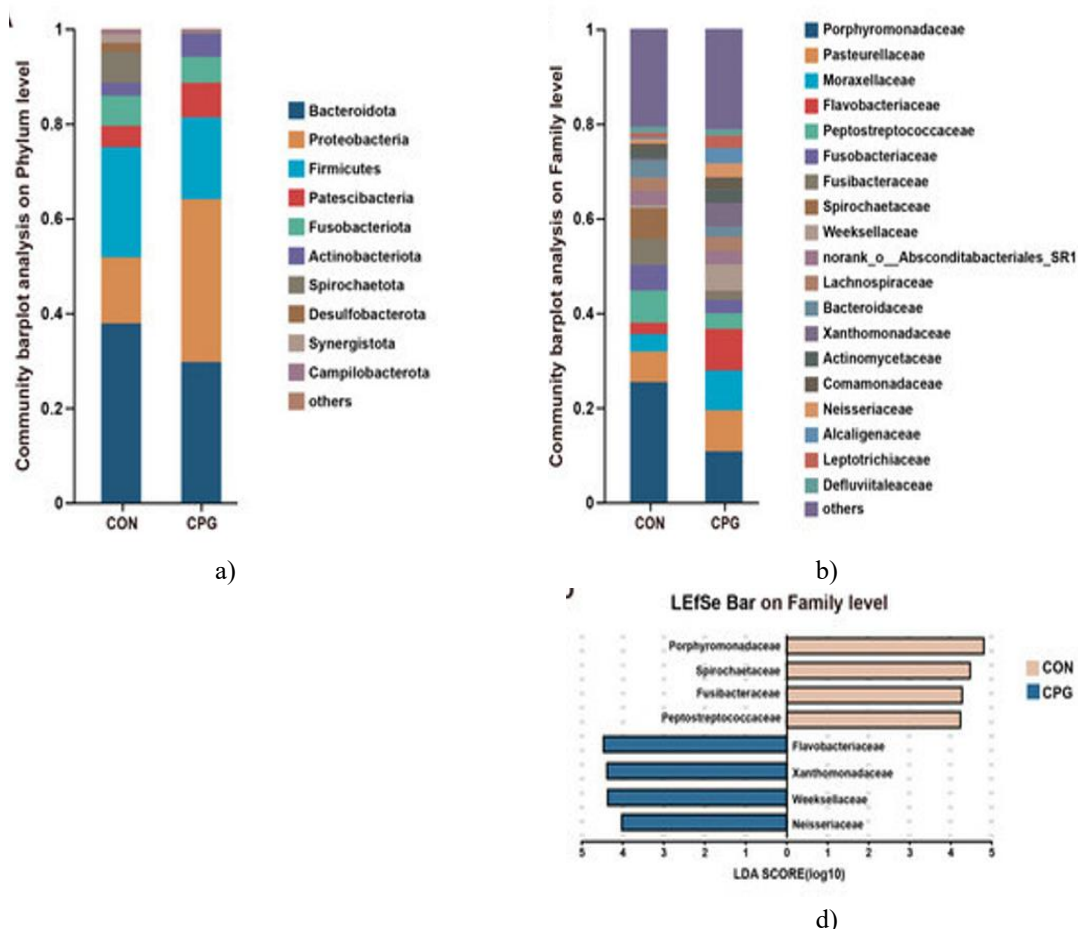 Community barplot analysis on Phylum level
1
0.8
0.6
0.4
0.2
0
CON
CPG
Bacteroidota
Proteobacteria
Firmicutes
Patescibacteria
Fusobacteriota
Actinobacteriota
Spirochaetota
Desulfobacterota
Synergistota
Campilobacterota
others
a)
Community barplot analysis on Family level
1
0.8
0.6
0.4
0.2
0
CON
CPG
Porphyromonadaceae
Pasteurellaceae
Moraxellaceae
Flavobacteriaceae
Peptostreptococcaceae
Fusobacteriaceae
Fusibacteraceae
Spirochaetaceae
Weeksellaceae
norank_o__Absconditabacteriales_SR1
Lachnospiraceae
Bacteroidaceae
Xanthomonadaceae
Actinomycetaceae
Comamonadaceae
Neisseriaceae
Alcaligenaceae
Leptotrichiaceae
Defluviitaleaceae
others
b)
LEfSe Bar on Family level
Porphyromonadaceae
Spirochaetaceae
Fusibacteraceae
Peptostreptococcaceae
Flavobacteriaceae
Xanthomonadaceae
Weeksellaceae
Neisseriaceae
CON
CPG
5 4 3 2 1 0 1 2 3 4 5
LDA SCORE(log10)
d)